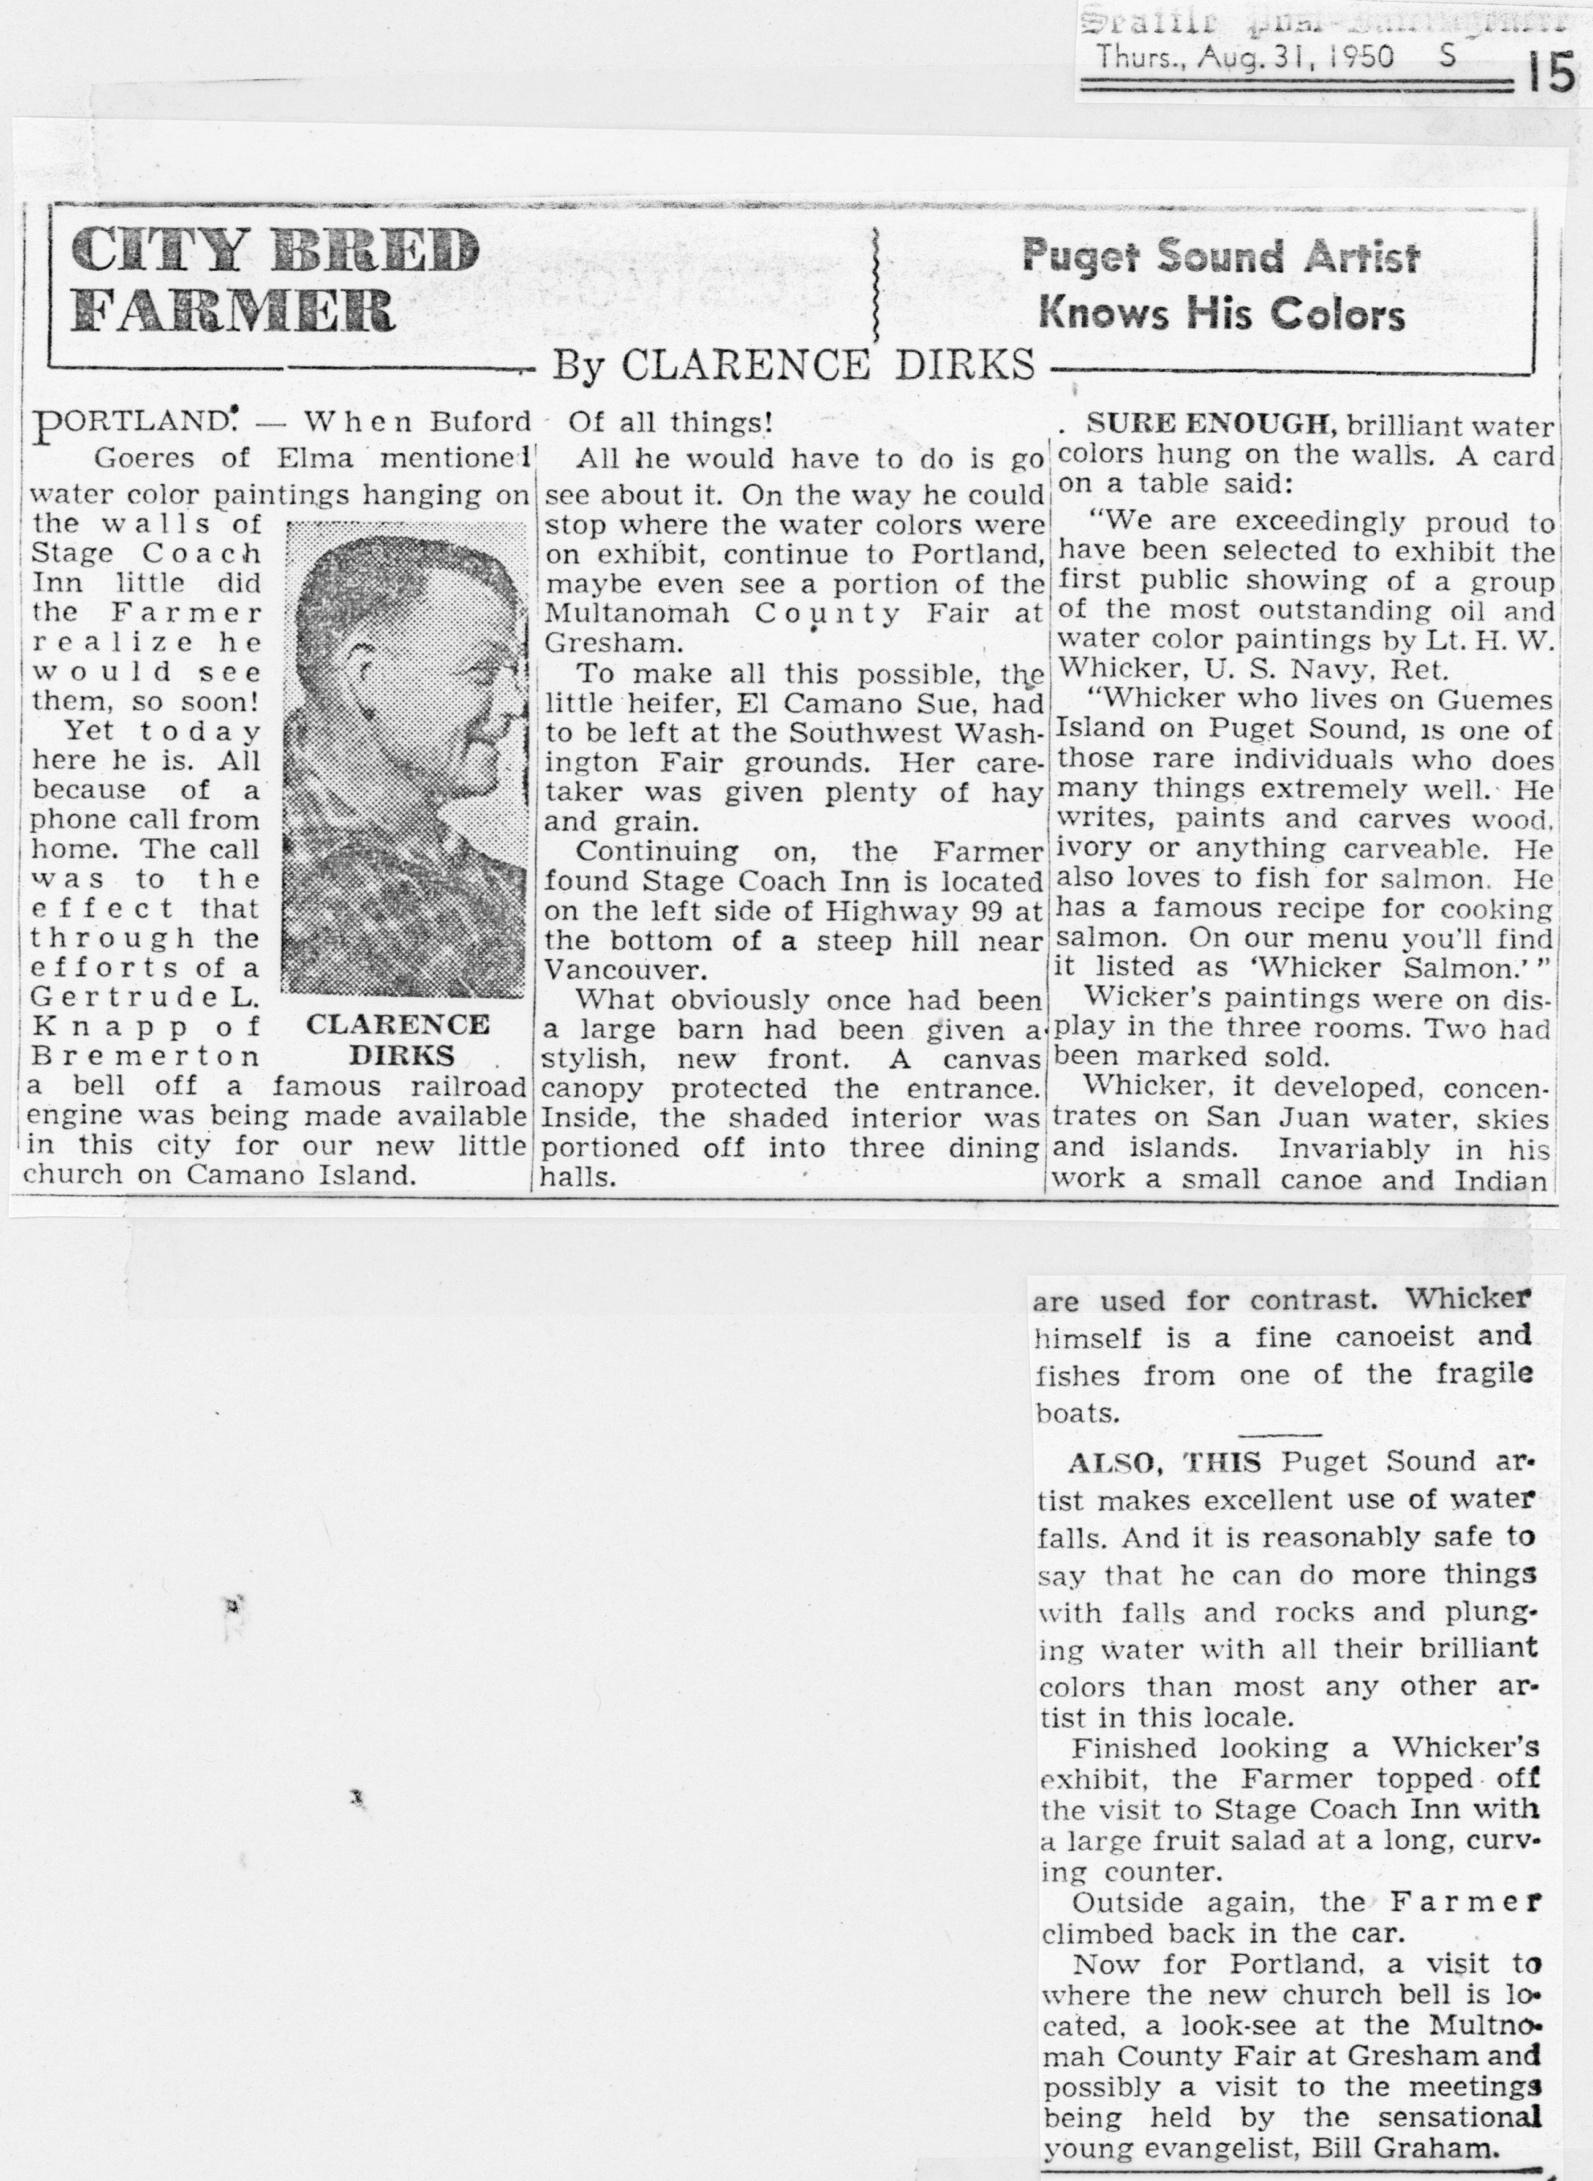 Seattle Post-Intelligencer
Thurs., Aug. 31, 1950 S 15
CITY BRED
FARMER
Puget Sound Artist
Knows His Colors
By CLARENCE DIRKS
PORTLAND. — When Buford
Goeres of Elma mentioned
water color paintings hanging on
the walls of
Stage Coach
Inn little did
the Farmer
realize he
would see
them, so soon!
Yet today
here he is. All
because of a
phone call from
home. The call
was to the
effect that
through the
efforts of a
Gertrude L.
Knapp of
Bremerton
CLARENCE
DIRKS
a bell off a famous railroad
engine was being made available
in this city for our new little
church on Camano Island.
Of all things!
All he would have to do is go
see about it. On the way he could
stop where the water colors were
on exhibit, continue to Portland,
maybe even see a portion of the
Multanomah County Fair at
Gresham.
To make all this possible, the
little heifer, El Camano Sue, had
to be left at the Southwest Wash-
ington Fair grounds. Her care-
taker was given plenty of hay
and grain.
Continuing on, the Farmer
found Stage Coach Inn is located
on the left side of Highway 99 at
the bottom of a steep hill near
Vancouver.
What obviously once had been
a large barn had been given a
stylish, new front. A canvas
canopy protected the entrance.
Inside, the shaded interior was
portioned off into three dining
halls.
SURE ENOUGH, brilliant water
colors hung on the walls. A card
on a table said:
"We are exceedingly proud to
have been selected to exhibit the
first public showing of a group
of the most outstanding oil and
water color paintings by Lt. H. W.
Whicker, U. S. Navy, Ret.
"Whicker who lives on Guemes
Island on Puget Sound, is one of
those rare individuals who does
many things extremely well. He
writes, paints and carves wood,
ivory or anything carveable. He
also loves to fish for salmon. He
has a famous recipe for cooking
salmon. On our menu you'll find
it listed as 'Whicker Salmon.'"
Wicker's paintings were on dis-
play in the three rooms. Two had
been marked sold.
Whicker, it developed, concen-
trates on San Juan water, skies
and islands. Invariably in his
work a small canoe and Indian
are used for contrast. Whicker
himself is a fine canoeist and
fishes from one of the fragile
boats.
ALSO, THIS Puget Sound ar-
tist makes excellent use of water
falls. And it is reasonably safe to
say that he can do more things
with falls and rocks and plung-
ing water with all their brilliant
colors than most any other ar-
tist in this locale.
Finished looking a Whicker's
exhibit, the Farmer topped off
the visit to Stage Coach Inn with
a large fruit salad at a long, curv-
ing counter.
Outside again, the Farmer
climbed back in the car.
Now for Portland, a visit to
where the new church bell is lo-
cated, a look-see at the Multno-
mah County Fair at Gresham and
possibly a visit to the meetings
being held by the sensational
young evangelist, Bill Graham.